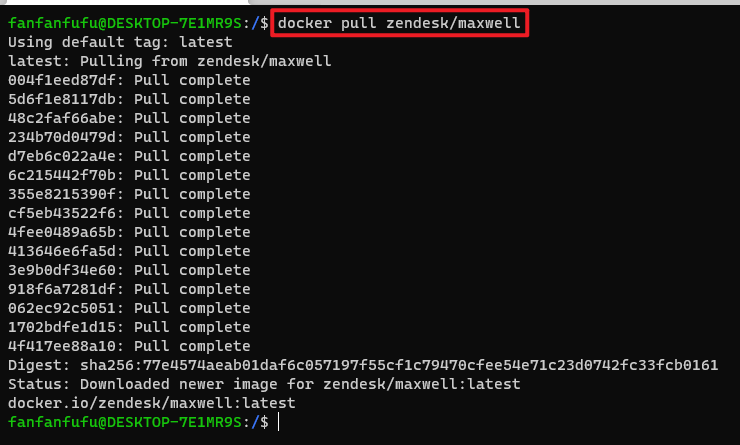 fanfanfufu@DESKTOP-7E1MR9S:/$ docker pull zendesk/maxwell
Using default tag: latest
latest: Pulling from zendesk/maxwell
004f1eed87df: Pull complete
5d6f1e8117db: Pull complete
48c2faf66abe: Pull complete
234b70d0479d: Pull complete
d7eb6c022a4e: Pull complete
6c215442f70b: Pull complete
355e8215390f: Pull complete
cf5eb43522f6: Pull complete
4fee0489a65b: Pull complete
413646e6fa5d: Pull complete
3e9b0df34e60: Pull complete
918f6a7281df: Pull complete
062ec92c5051: Pull complete
1702bdfe1d15: Pull complete
4f417ee88a10: Pull complete
Digest: sha256:77e4574aeab01daf6c057197f55cf1c79470cfee54e71c23d0742fc33fcb0161
Status: Downloaded newer image for zendesk/maxwell:latest
docker.io/zendesk/maxwell:latest
fanfanfufu@DESKTOP-7E1MR9S:/$